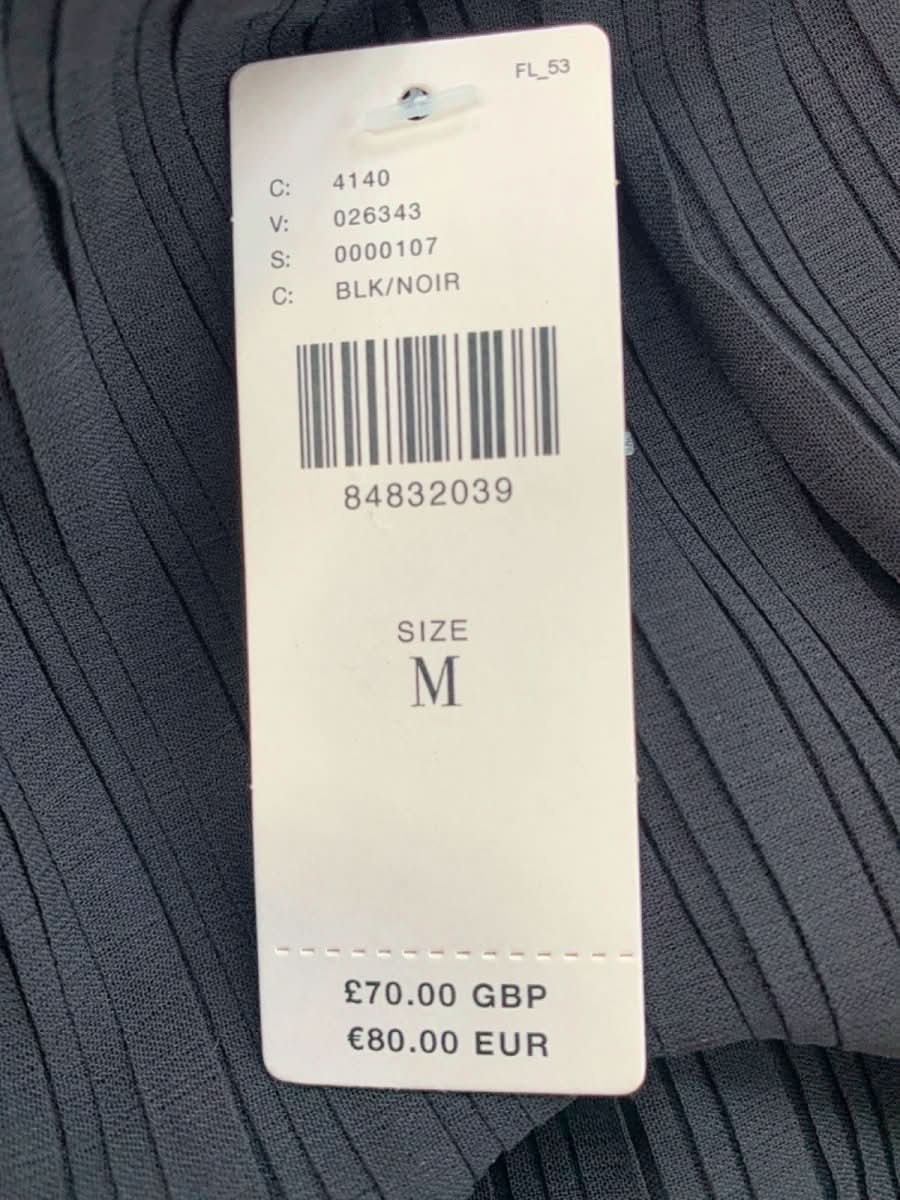 FL_53
C: 4140
V: 026343
S: 0000107
C: BLK/NOIR
84832039
SIZE
M
£70.00 GBP
€80.00 EUR